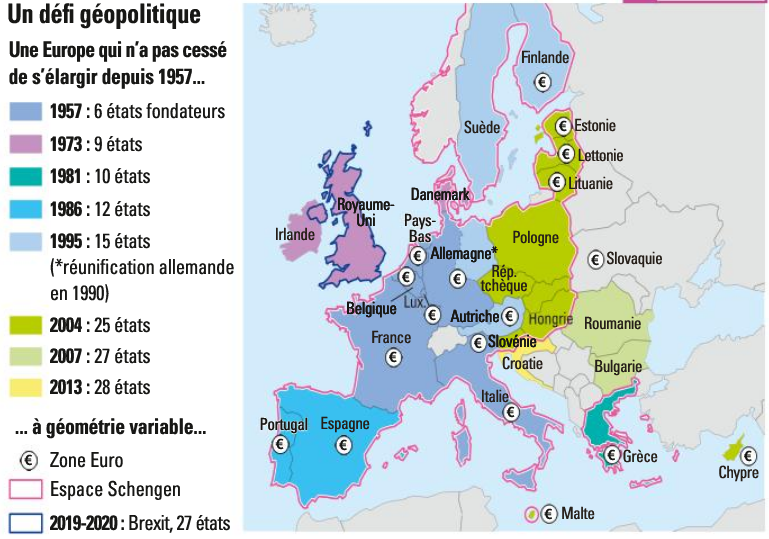 Un défi géopolitique
Une Europe qui n'a pas cessé
de s'élargir depuis 1957...
1957 : 6 états fondateurs
1973 : 9 états
1981 : 10 états
1986 : 12 états
1995 : 15 états
(*réunification allemande
en 1990)
2004 : 25 états
2007 : 27 états
2013 : 28 états
... à géométrie variable...
€ Zone Euro
Espace Schengen
2019-2020 : Brexit, 27 états
Finlande
€
Suède
€ Estonie
€ Lettonie
€ Lituanie
Danemark
Royaume-
Uni
Irlande
Pays-
Bas
€
Allemagne*
€
Pologne
€ Slovaquie
Rép.
tchèque
€
Belgique
Lux.
€
Autriche €
Hongrie
Roumanie
France
€
€ Slovénie
Croatie
Bulgarie
Italie
€
Portugal
€
Espagne
€
€ Grèce
€
Chypre
€ Malte